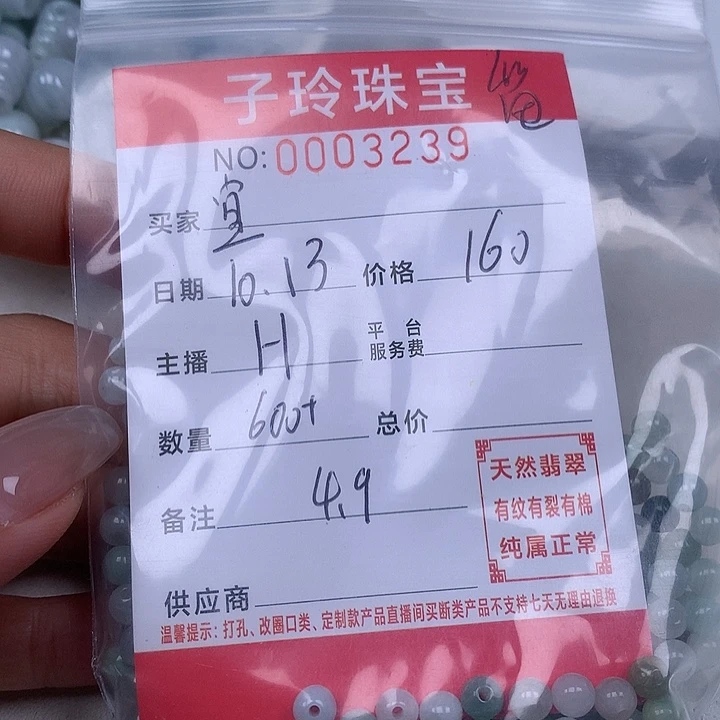 子玲珠宝
NO:0003239
买家 宜
日期 10.13 价格 160
主播 H 平台服务费
数量 600+ 总价
备注 4.9
天然翡翠
有纹有裂有棉
纯属正常
供应商
温馨提示：打孔、改圈口类、定制款产品直播间买断类产品不支持七天无理由退换